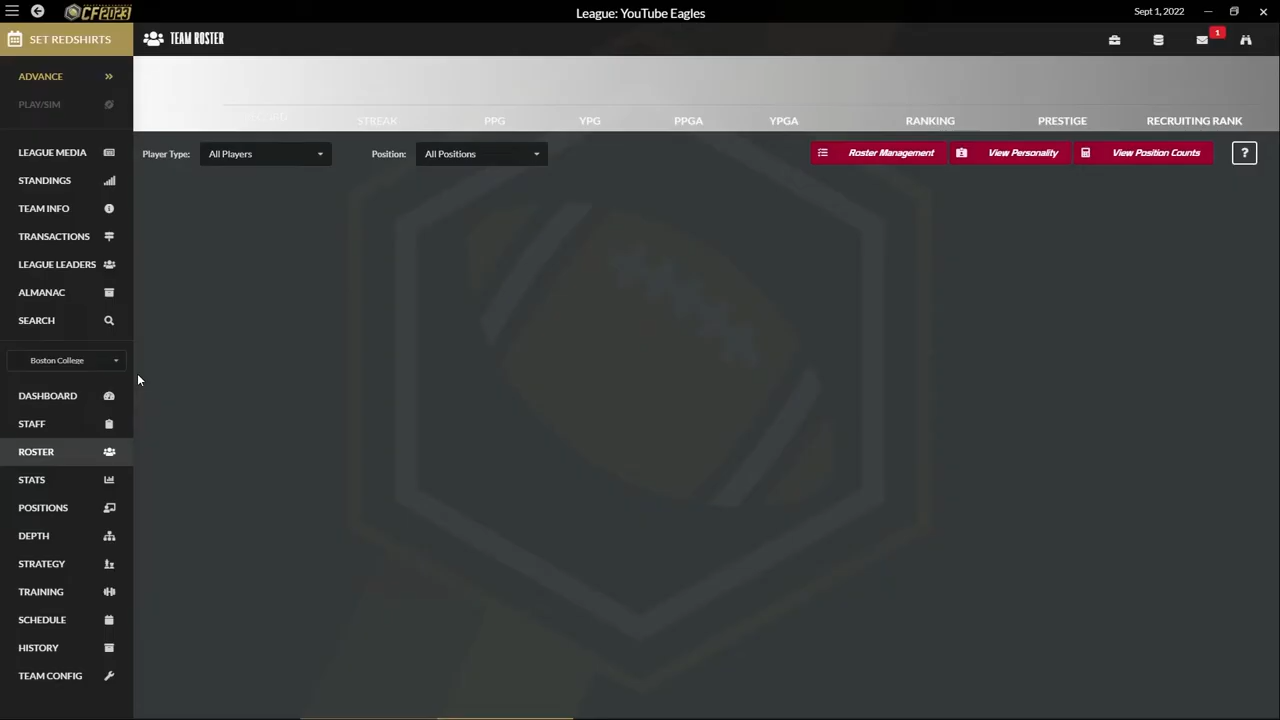 CF2023
League: YouTube Eagles
Sept 1, 2022
SET REDSHIRTS
TEAM ROSTER
1
ADVANCE
PLAY/SIM
STREAK PPG YPG PPGA YPGA RANKING PRESTIGE RECRUITING RANK
Player Type: All Players Position: All Positions Roster Management View Personality View Position Counts ?
LEAGUE MEDIA
STANDINGS
TEAM INFO
TRANSACTIONS
LEAGUE LEADERS
ALMANAC
SEARCH
Boston College
DASHBOARD
STAFF
ROSTER
STATS
POSITIONS
DEPTH
STRATEGY
TRAINING
SCHEDULE
HISTORY
TEAM CONFIG